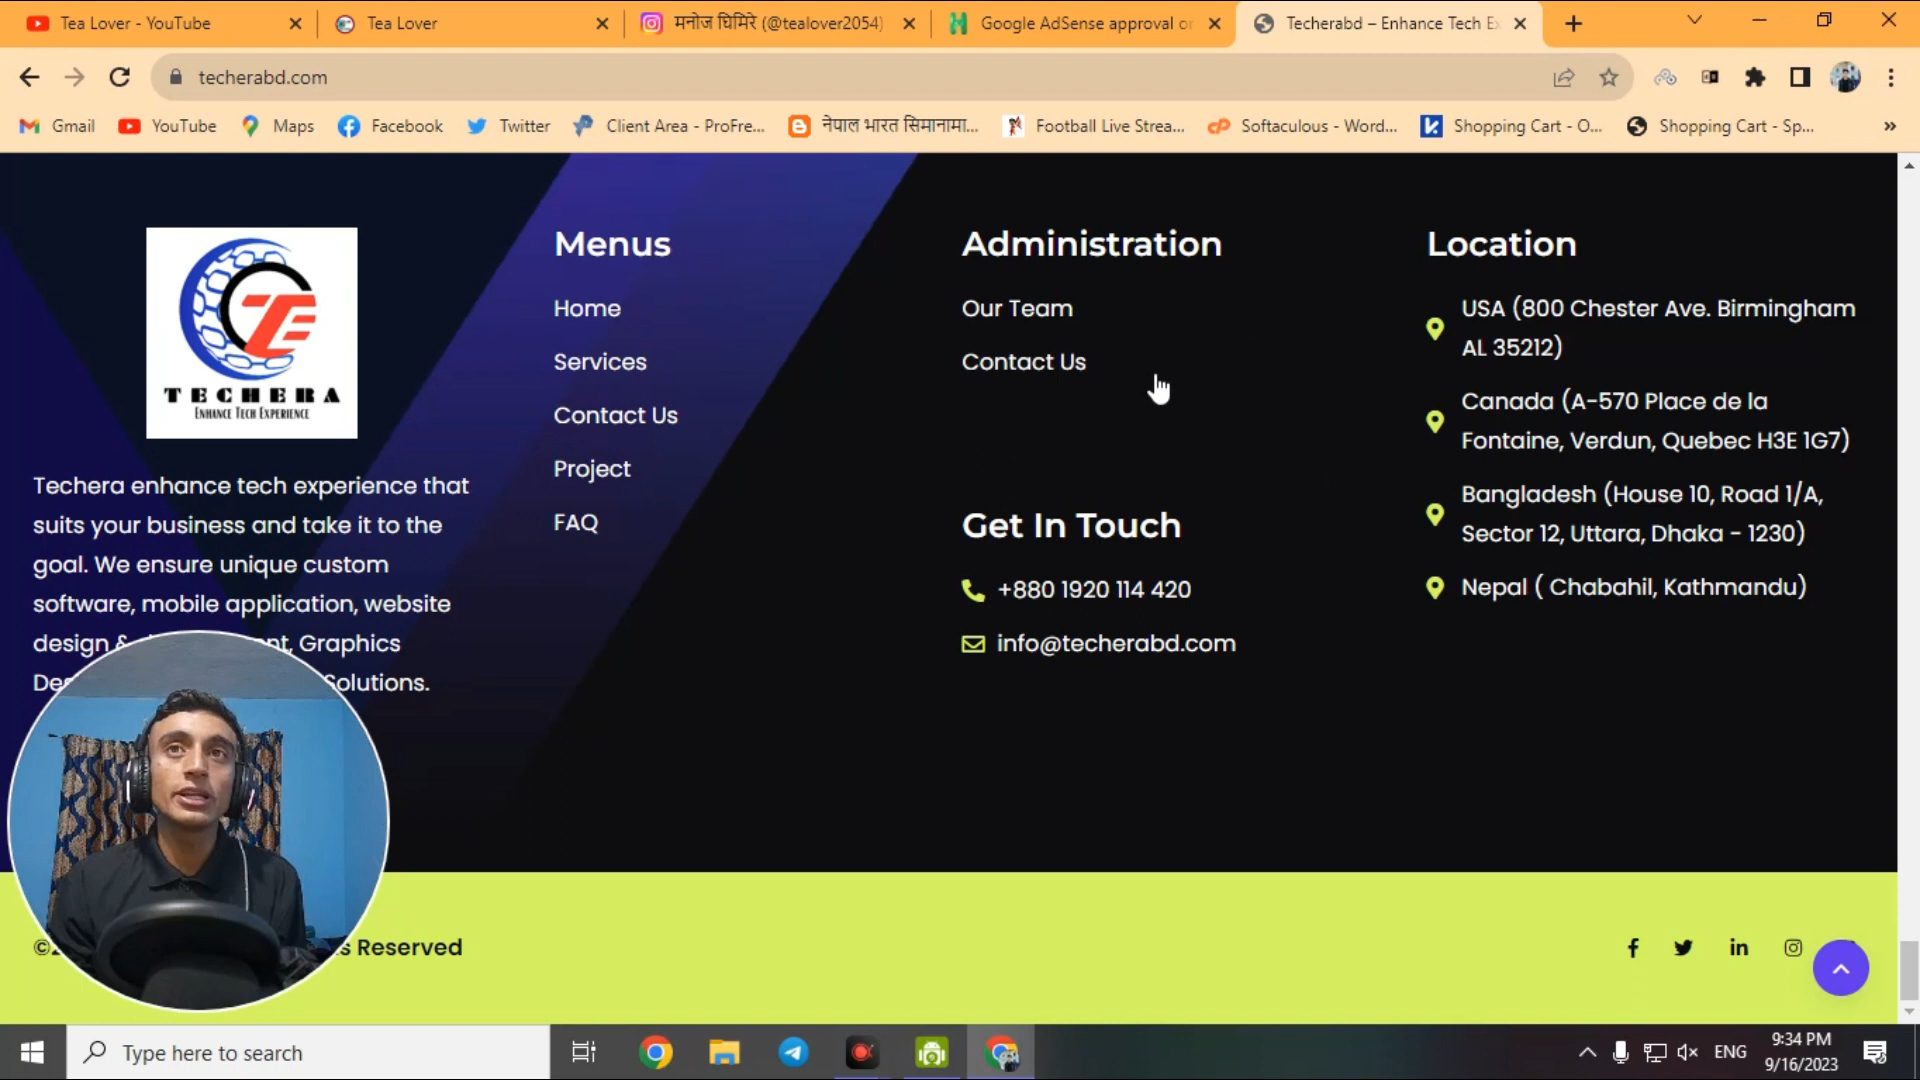 Tea Lover - YouTube
Tea Lover
मनोज घिमिरे (@tealover2054)
Google AdSense approval or
Techerabd – Enhance Tech Ex
techerabd.com
Gmail
YouTube
Maps
Facebook
Twitter
Client Area - ProFre...
नेपाल भारत सिमानामा...
Football Live Strea...
Softaculous - Word...
Shopping Cart - O...
Shopping Cart - Sp...
TECHERA
ENHANCE TECH EXPERIENCE
Techera enhance tech experience that
suits your business and take it to the
goal. We ensure unique custom
software, mobile application, website
design &
Graphics
Solutions.
Menus
Home
Services
Contact Us
Project
FAQ
Administration
Our Team
Contact Us
Get In Touch
+880 1920 114 420
info@techerabd.com
Location
USA (800 Chester Ave. Birmingham
AL 35212)
Canada (A-570 Place de la
Fontaine, Verdun, Quebec H3E 1G7)
Bangladesh (House 10, Road 1/A,
Sector 12, Uttara, Dhaka - 1230)
Nepal ( Chabahil, Kathmandu)
Reserved
Type here to search
ENG
9:34 PM
9/16/2023